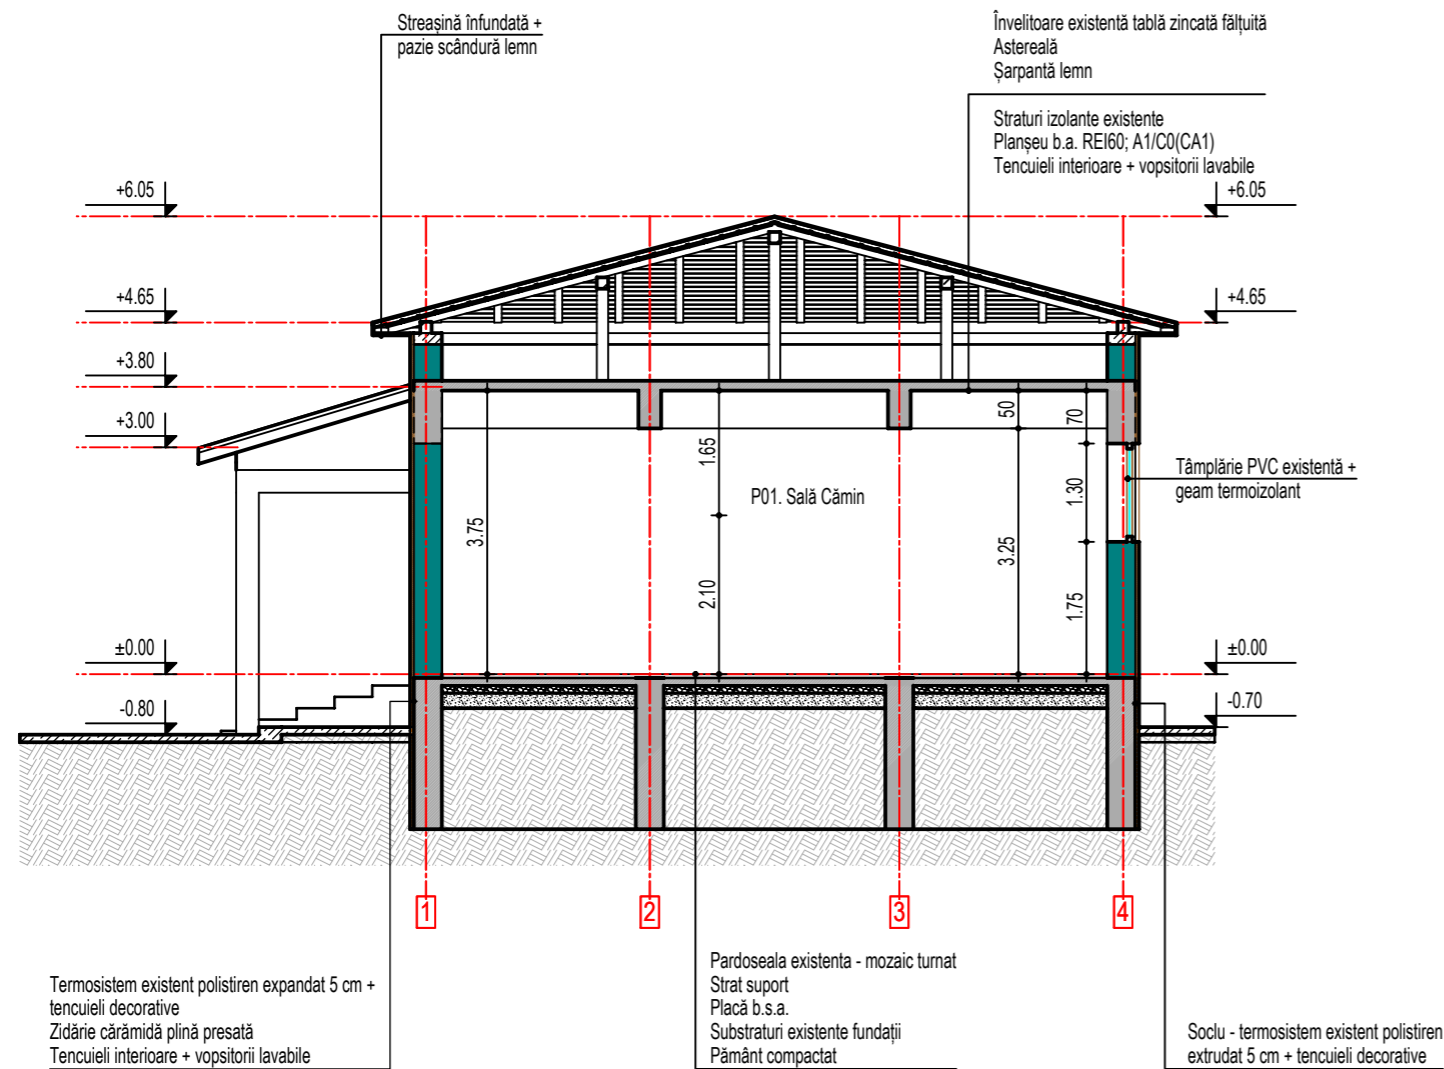 Streașină înfundată +
pazie scândură lemn
Învelitoare existentă tablă zincată fălțuită
Astereală
Șarpantă lemn
Straturi izolante existente
Planșeu b.a. REI60; A1/C0(CA1)
Tencuieli interioare + vopsitorii lavabile
+6.05
+6.05
+4.65
+4.65
+3.80
+3.00
50
70
1.65
P01. Sală Cămin
Tâmplărie PVC existentă +
geam termoizolant
1.30
3.75
3.25
2.10
1.75
±0.00
±0.00
-0.80
-0.70
1
2
3
4
Termosistem existent polistiren expandat 5 cm +
tencuieli decorative
Zidărie cărămidă plină presată
Tencuieli interioare + vopsitorii lavabile
Pardoseala existenta - mozaic turnat
Strat suport
Placă b.s.a.
Substraturi existente fundații
Pământ compactat
Soclu - termosistem existent polistiren
extrudat 5 cm + tencuieli decorative